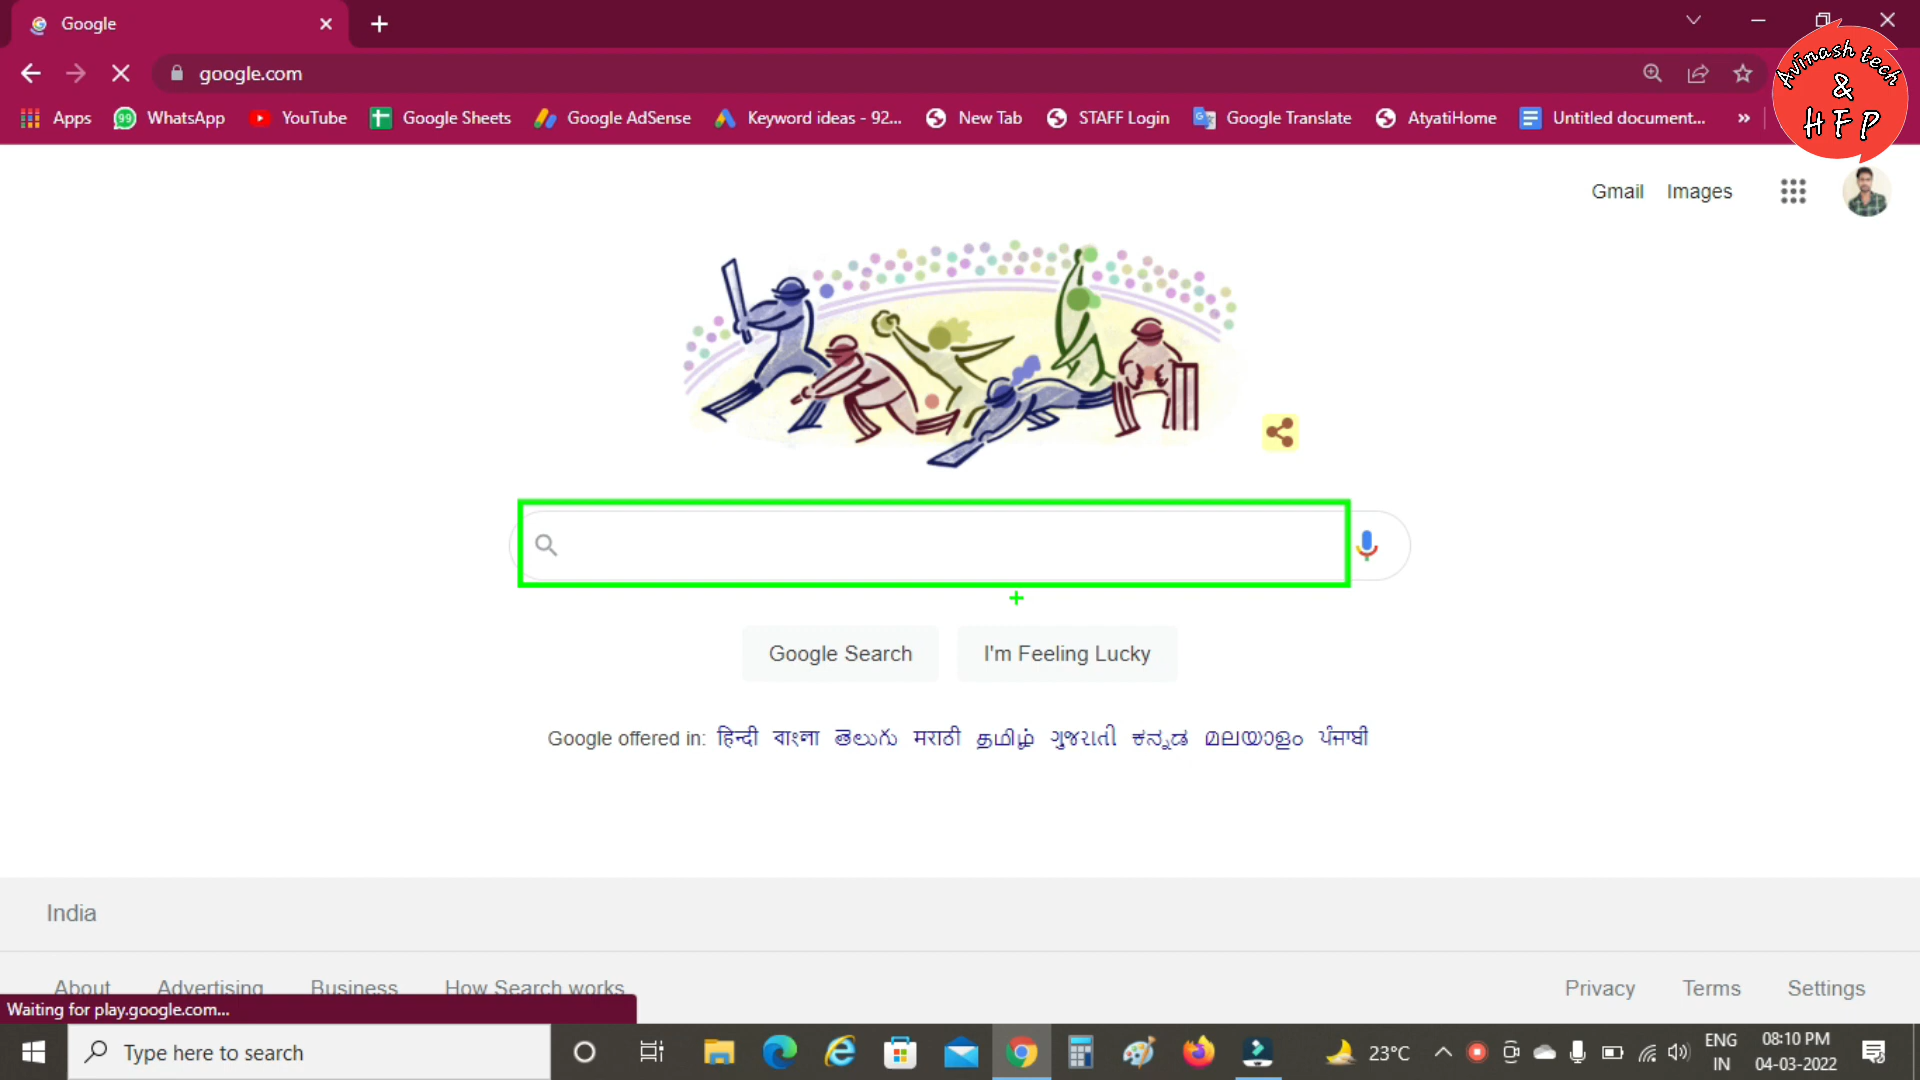 Google
google.com
Apps
99
WhatsApp
YouTube
Google Sheets
Google AdSense
Keyword ideas - 92...
New Tab
STAFF Login
Google Translate
AtyatiHome
Untitled document...
»
Avinash tech
&
HFP
Gmail
Images
Google Search
I'm Feeling Lucky
Google offered in: हिन्दी বাংলা తెలుగు मराठी தமிழ் ગુજરાતી ಕನ್ನಡ മലയാളം ਪੰਜਾਬੀ
India
About
Advertising
Business
How Search works
Privacy
Terms
Settings
Waiting for play.google.com...
Type here to search
23°C
ENG
IN
08:10 PM
04-03-2022